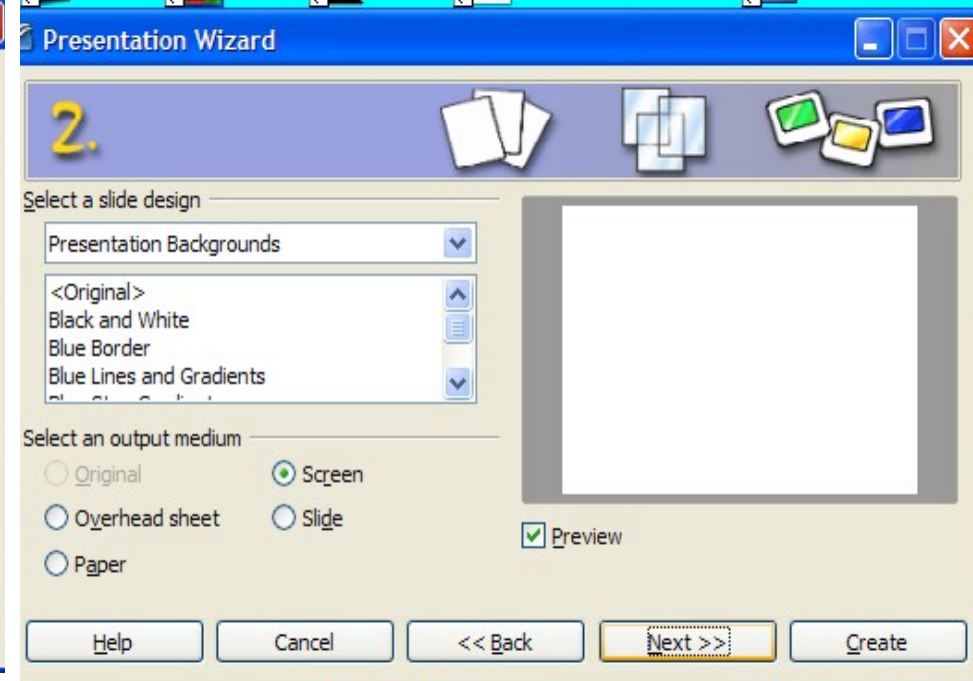 Presentation Wizard
2.
Select a slide design
Presentation Backgrounds
<Original>
Black and White
Blue Border
Blue Lines and Gradients
Select an output medium
Original
Screen
Overhead sheet
Slide
Paper
Preview
Help
Cancel
<< Back
Next >>
Create